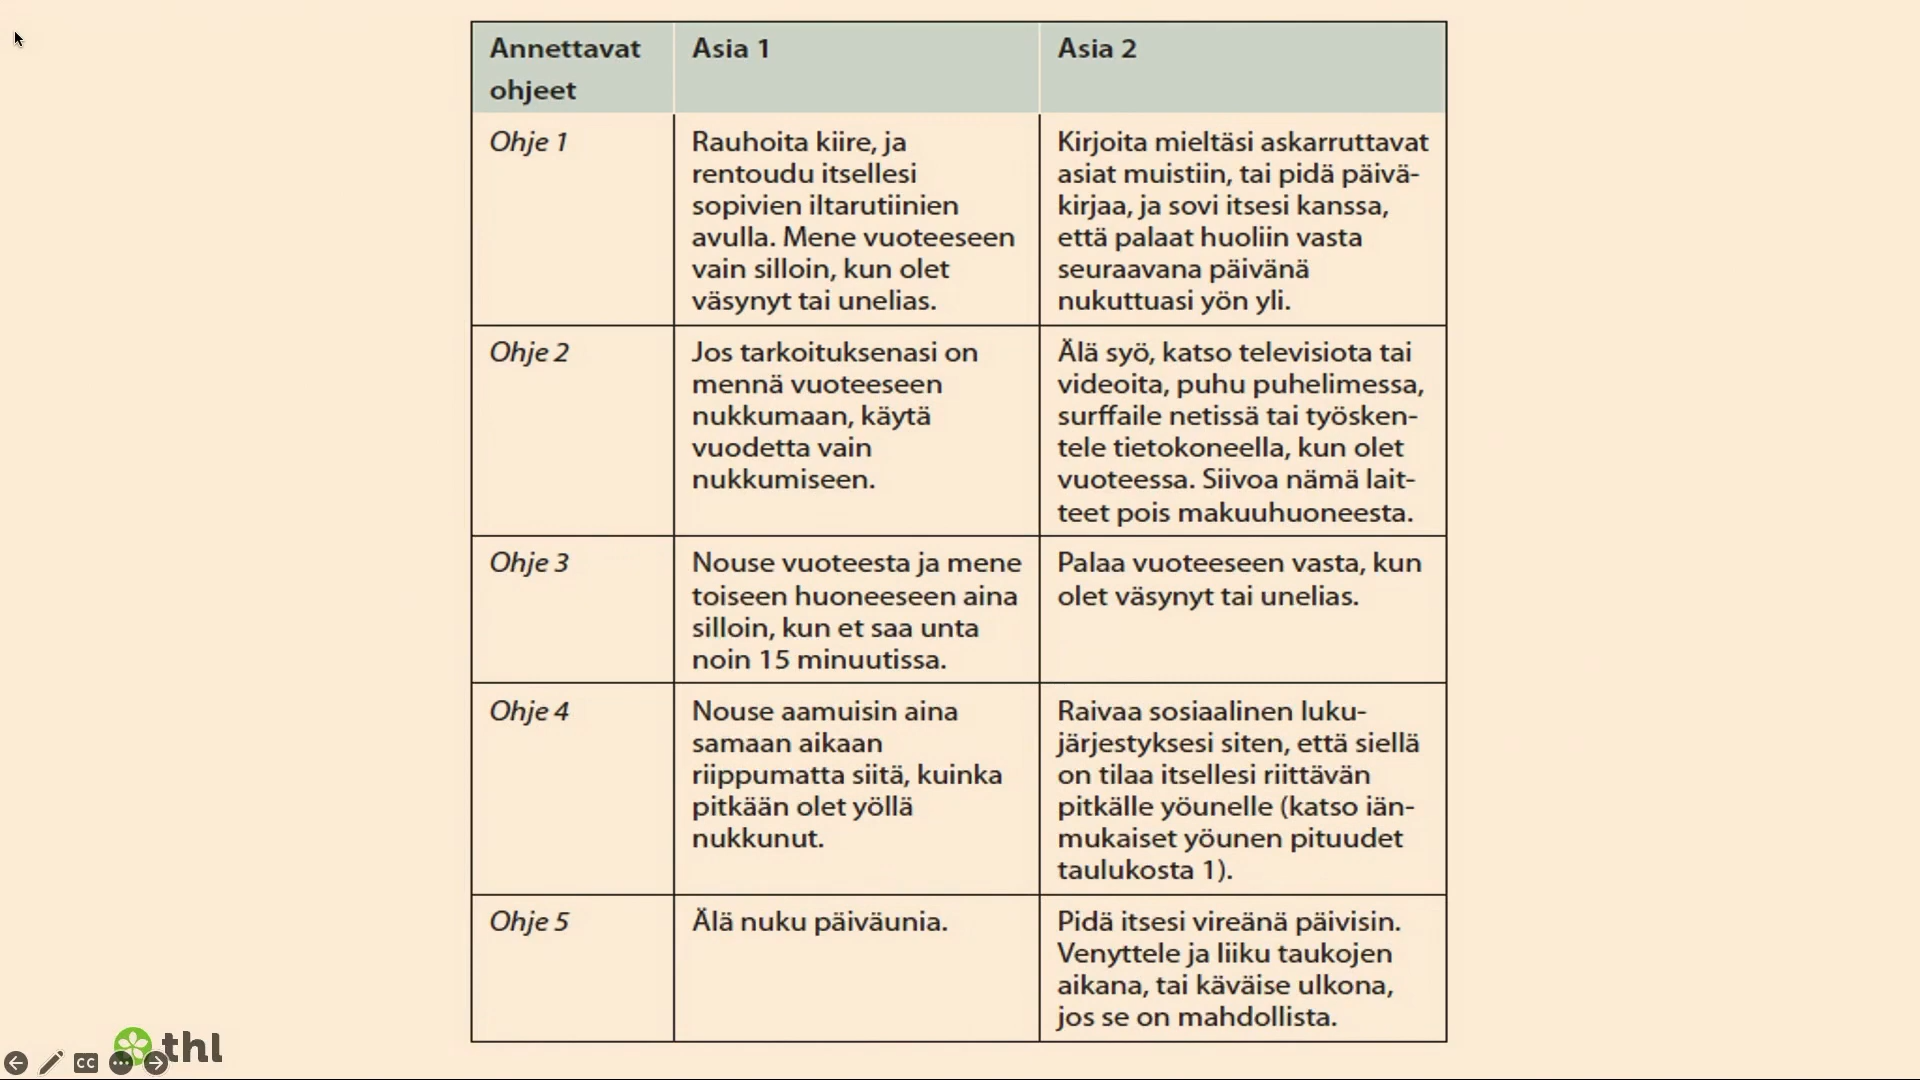 Annettavat
ohjeet
Asia 1
Asia 2
Ohje 1
Rauhoita kiire, ja
rentoudu itsellesi
sopivien iltarutiinien
avulla. Mene vuoteeseen
vain silloin, kun olet
väsynyt tai unelias.
Kirjoita mieltäsi askarruttavat
asiat muistiin, tai pidä päivä-
kirjaa, ja sovi itsesi kanssa,
että palaat huoliin vasta
seuraavana päivänä
nukuttuasi yön yli.
Ohje 2
Jos tarkoituksenasi on
mennä vuoteeseen
nukkumaan, käytä
vuodetta vain
nukkumiseen.
Älä syö, katso televisiota tai
videoita, puhu puhelimessa,
surffaile netissä tai työsken-
tele tietokoneella, kun olet
vuoteessa. Siivoa nämä lait-
teet pois makuuhuoneesta.
Ohje 3
Nouse vuoteesta ja mene
toiseen huoneeseen aina
silloin, kun et saa unta
noin 15 minuutissa.
Palaa vuoteeseen vasta, kun
olet väsynyt tai unelias.
Ohje 4
Nouse aamuisin aina
samaan aikaan
riippumatta siitä, kuinka
pitkään olet yöllä
nukkunut.
Raivaa sosiaalinen luku-
järjestyksesi siten, että siellä
on tilaa itsellesi riittävän
pitkälle yöunelle (katso iän-
mukaiset yöunen pituudet
taulukosta 1).
Ohje 5
Älä nuku päiväunia.
Pidä itsesi vireänä päivisin.
Venyttele ja liiku taukojen
aikana, tai käväise ulkona,
jos se on mahdollista.
thl
CC